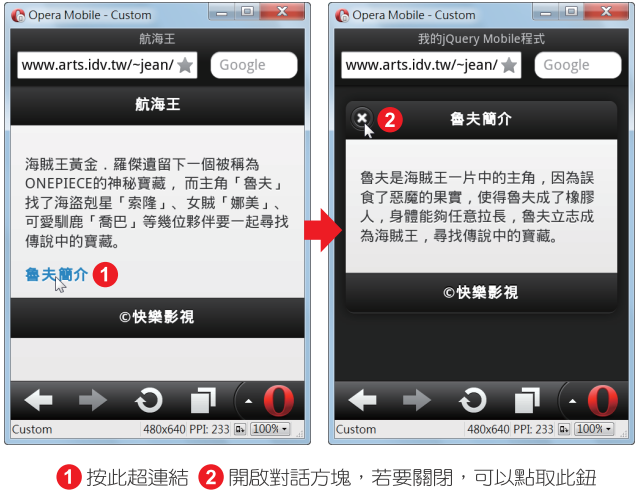 Opera Mobile - Custom
航海王
www.arts.idv.tw/~jean/
Google
航海王
海賊王黃金．羅傑遺留下一個被稱為
ONEPIECE的神秘寶藏，而主角「魯夫」
找了海盜剋星「索隆」、女賊「娜美」、
可愛馴鹿「喬巴」等幾位夥伴要一起尋找
傳說中的寶藏。
魯夫簡介 1
©快樂影視
Custom 480x640 PPI: 233 100%
Opera Mobile - Custom
我的jQuery Mobile程式
www.arts.idv.tw/~jean/
Google
2 魯夫簡介
魯夫是海賊王一片中的主角，因為誤
食了惡魔的果實，使得魯夫成了橡膠
人，身體能夠任意拉長，魯夫立志成
為海賊王，尋找傳說中的寶藏。
©快樂影視
Custom 480x640 PPI: 233 100%
1 按此超連結 2 開啟對話方塊，若要關閉，可以點取此鈕